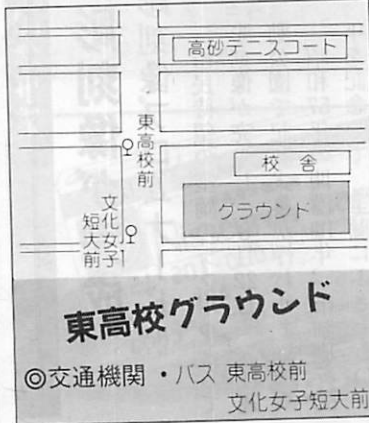 高砂テニスコート
東高校前
校舎
グラウンド
文化女子
短大前
東高校グラウンド
◎交通機関・バス 東高校前
文化女子短大前